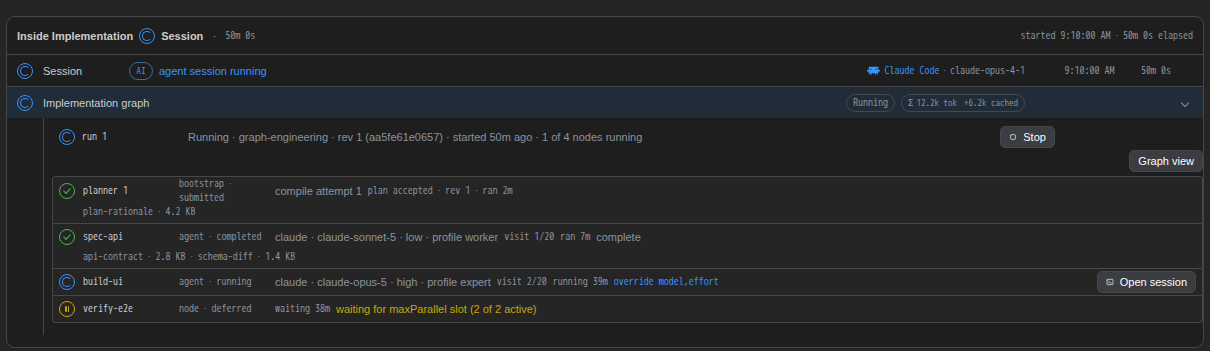 Inside Implementation Session · 50m 0s started 9:10:00 AM · 50m 0s elapsed
Session AI agent session running Claude Code · claude-opus-4-1 9:10:00 AM 50m 0s
Implementation graph Running Σ 12.2k tok +6.2k cached
run 1 Running · graph-engineering · rev 1 (aa5fe61e0657) · started 50m ago · 1 of 4 nodes running Stop
Graph view
planner 1 bootstrap · submitted compile attempt 1 plan accepted · rev 1 · ran 2m
plan-rationale · 4.2 KB
spec-api agent · completed claude · claude-sonnet-5 · low · profile worker visit 1/20 ran 7m complete
api-contract · 2.8 KB · schema-diff · 1.4 KB
build-ui agent · running claude · claude-opus-5 · high · profile expert visit 2/20 running 39m override model,effort Open session
verify-e2e node · deferred waiting 38m waiting for maxParallel slot (2 of 2 active)